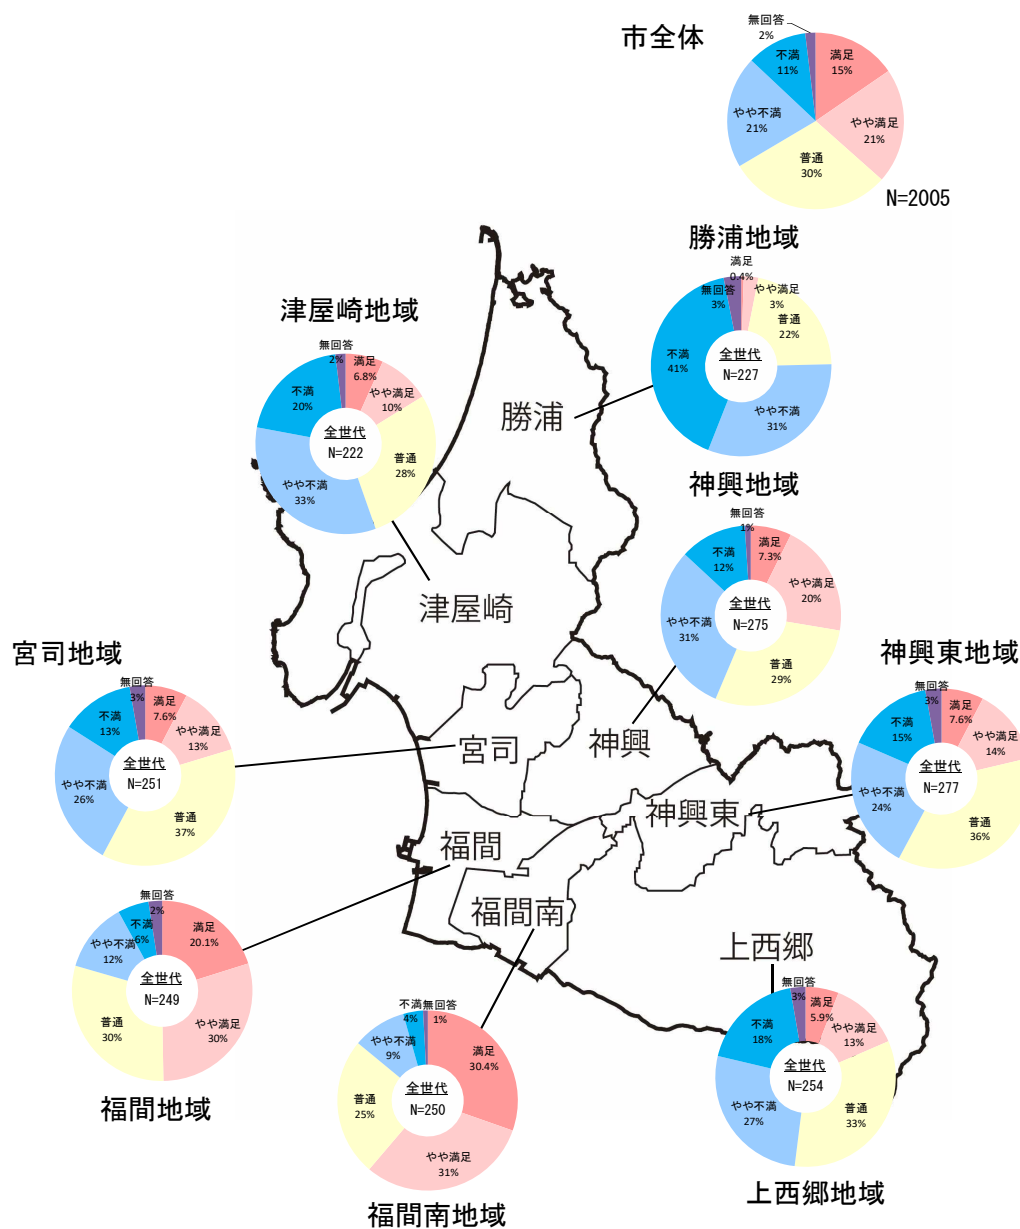 市全体
無回答
2%
満足
15%
やや満足
21%
普通
30%
やや不満
21%
不満
11%
N=2005
勝浦地域
満足
0.4%
やや満足
3%
普通
22%
やや不満
31%
不満
41%
無回答
3%
全世代
N=227
津屋崎地域
無回答
2%
満足
6.8%
やや満足
10%
普通
28%
やや不満
33%
不満
20%
全世代
N=222
勝浦
神興地域
無回答
1%
満足
7.3%
やや満足
20%
普通
29%
やや不満
31%
不満
12%
全世代
N=275
津屋崎
宮司地域
無回答
3%
満足
7.6%
やや満足
13%
普通
37%
やや不満
26%
不満
13%
全世代
N=251
宮司
神興
神興東地域
無回答
3%
満足
7.6%
やや満足
14%
普通
36%
やや不満
24%
不満
15%
全世代
N=277
神興東
福間
福間南
上西郷
無回答
2%
満足
20.1%
やや満足
30%
普通
30%
やや不満
12%
不満
6%
全世代
N=249
福間地域
不満
4%
無回答
1%
満足
30.4%
やや満足
31%
普通
25%
やや不満
9%
全世代
N=250
福間南地域
無回答
3%
満足
5.9%
やや満足
13%
普通
33%
やや不満
27%
不満
18%
全世代
N=254
上西郷地域